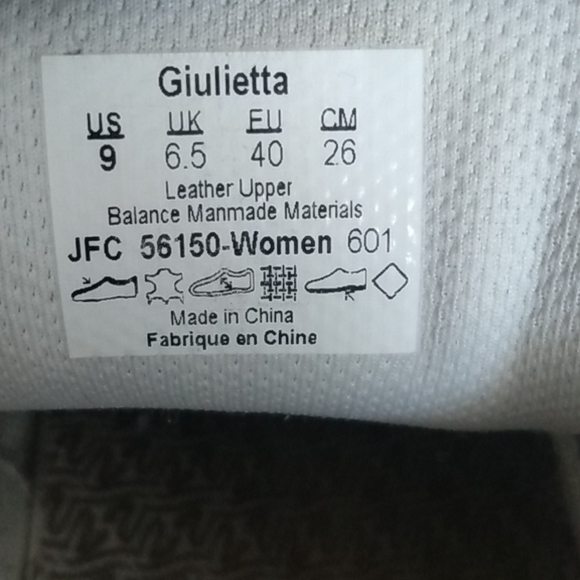 Giulietta
US UK EU CM
9 6.5 40 26
Leather Upper
Balance Manmade Materials
JFC 56150-Women 601
Made in China
Fabrique en Chine